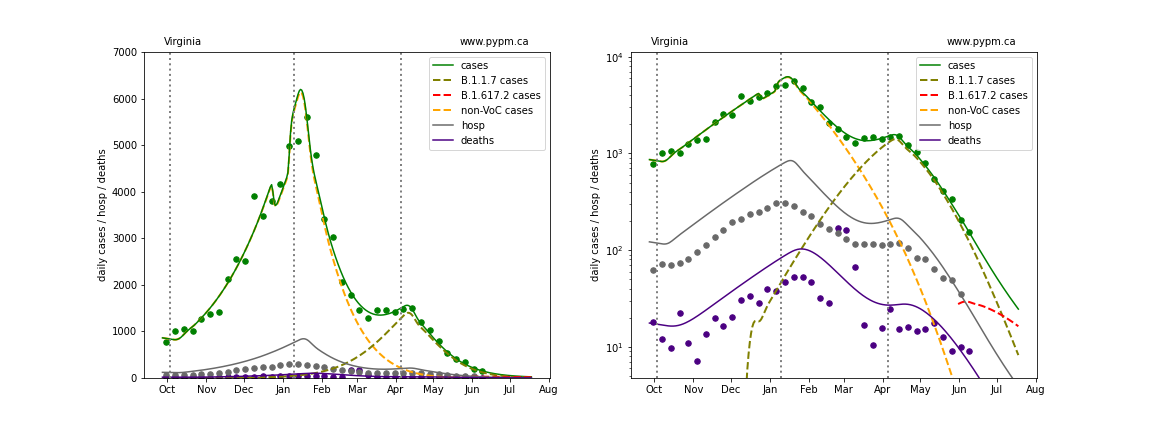 Virginia
www.pypm.ca
daily cases / hosp / deaths
7000
6000
5000
4000
3000
2000
1000
0
cases
B.1.1.7 cases
B.1.617.2 cases
non-VoC cases
hosp
deaths
Oct Nov Dec Jan Feb Mar Apr May Jun Jul Aug
Virginia
www.pypm.ca
daily cases / hosp / deaths
10⁴
10³
10²
10¹
cases
B.1.1.7 cases
B.1.617.2 cases
non-VoC cases
hosp
deaths
Oct Nov Dec Jan Feb Mar Apr May Jun Jul Aug